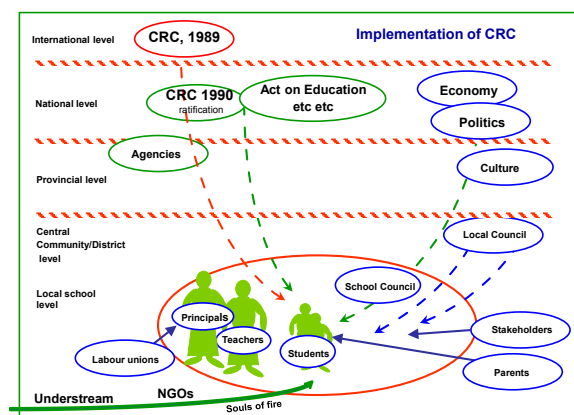 International level
CRC, 1989
Implementation of CRC
National level
CRC 1990
ratification
Act on Education
etc etc
Economy
Politics
Agencies
Provincial level
Culture
Central
Community/District
level
Local Council
Local school
level
School Council
Principals
Teachers
Students
Stakeholders
Labour unions
Parents
Understream
NGOs
Souls of fire